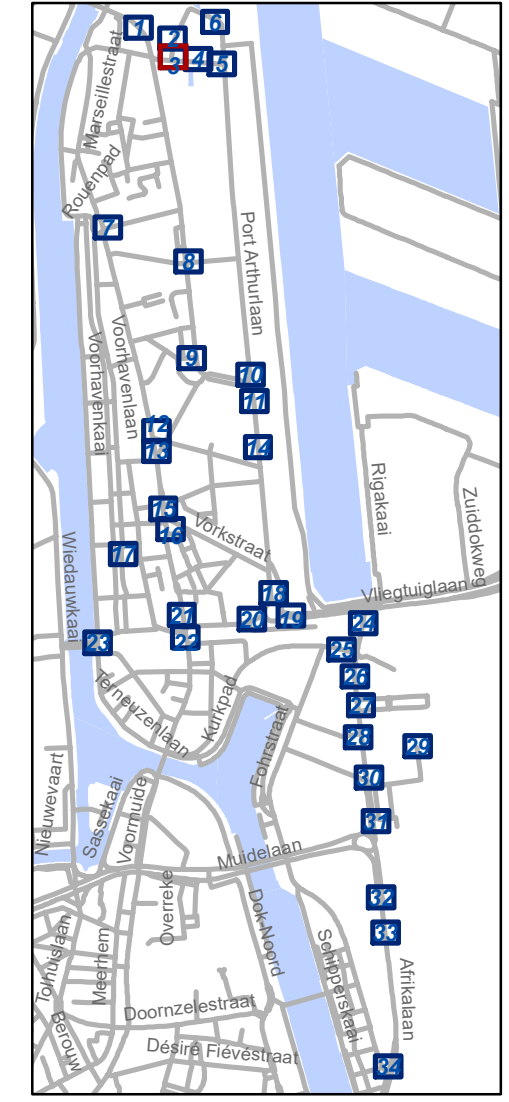 1
2
6
3
4
5
Marseillestraat
Rouenpad
7
8
Port Arthurlaan
Voorhavenlaan
Voorhavenkaai
9
10
11
12
13
14
Rigakaai
Zuiddokweg
15
16
Vorkstraat
17
Wiedauwkaai
18
Vliegtuiglaan
19
20
21
22
23
24
25
26
27
28
29
30
31
Terneuzenlaan
Kurkpad
Fohrstraat
Nieuwevaart
Sassekaai
Voormuide
Muidelaan
32
33
Overreke
Dok-Noord
Tolhuislaan
Meerhem
Schipperskaai
Afrikalaan
Doornzelestraat
Berouw
Désiré Fiévéstraat
34